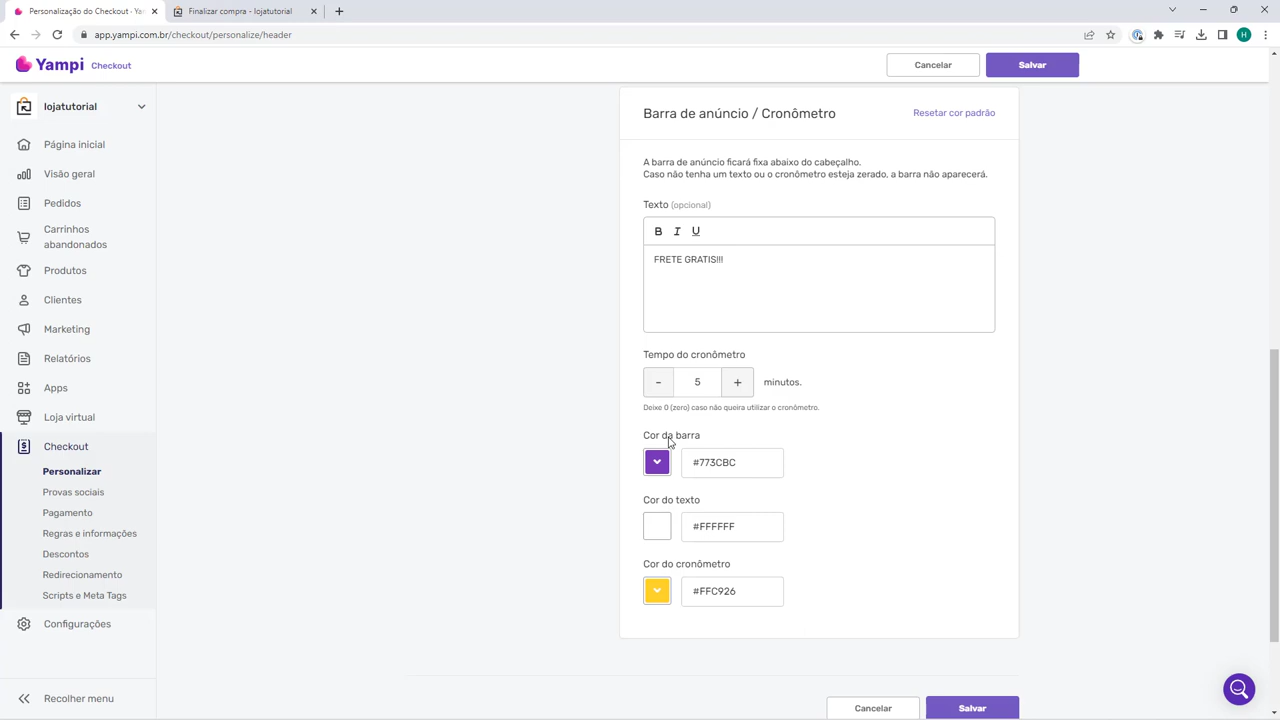 Personalização do Checkout · Ya
Finalizar compra - lojatutorial
app.yampi.com.br/checkout/personalize/header
H
Yampi Checkout
Cancelar
Salvar
lojatutorial
Página inicial
Visão geral
Pedidos
Carrinhos
abandonados
Produtos
Clientes
Marketing
Relatórios
Apps
Loja virtual
Checkout
Personalizar
Provas sociais
Pagamento
Regras e informações
Descontos
Redirecionamento
Scripts e Meta Tags
Configurações
Recolher menu
Barra de anúncio / Cronômetro
Resetar cor padrão
A barra de anúncio ficará fixa abaixo do cabeçalho.
Caso não tenha um texto ou o cronômetro esteja zerado, a barra não aparecerá.
Texto (opcional)
B I U
FRETE GRATIS!!!
Tempo do cronômetro
- 5 + minutos.
Deixe 0 (zero) caso não queira utilizar o cronômetro.
Cor da barra
#773CBC
Cor do texto
#FFFFFF
Cor do cronômetro
#FFC926
Cancelar
Salvar